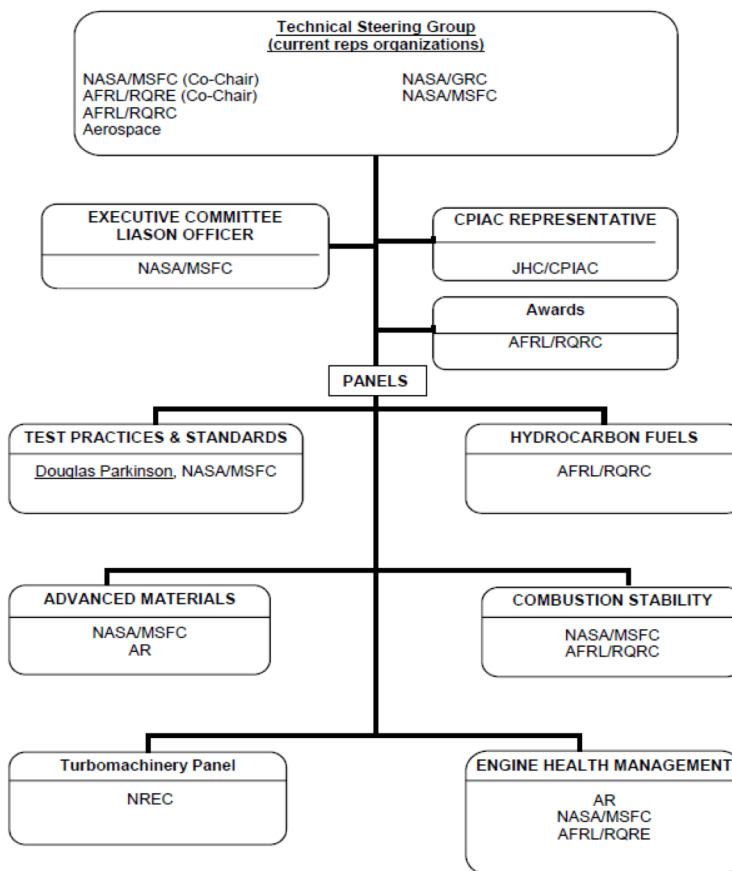 Technical Steering Group
(current reps organizations)
NASA/MSFC (Co-Chair)
AFRL/RQRE (Co-Chair)
AFRL/RQRC
Aerospace
NASA/GRC
NASA/MSFC
EXECUTIVE COMMITTEE
LIASON OFFICER
NASA/MSFC
CPIAC REPRESENTATIVE
JHC/CPIAC
Awards
AFRL/RQRC
PANELS
TEST PRACTICES & STANDARDS
Douglas Parkinson, NASA/MSFC
HYDROCARBON FUELS
AFRL/RQRC
ADVANCED MATERIALS
NASA/MSFC
AR
COMBUSTION STABILITY
NASA/MSFC
AFRL/RQRC
Turbomachinery Panel
NREC
ENGINE HEALTH MANAGEMENT
AR
NASA/MSFC
AFRL/RQRE